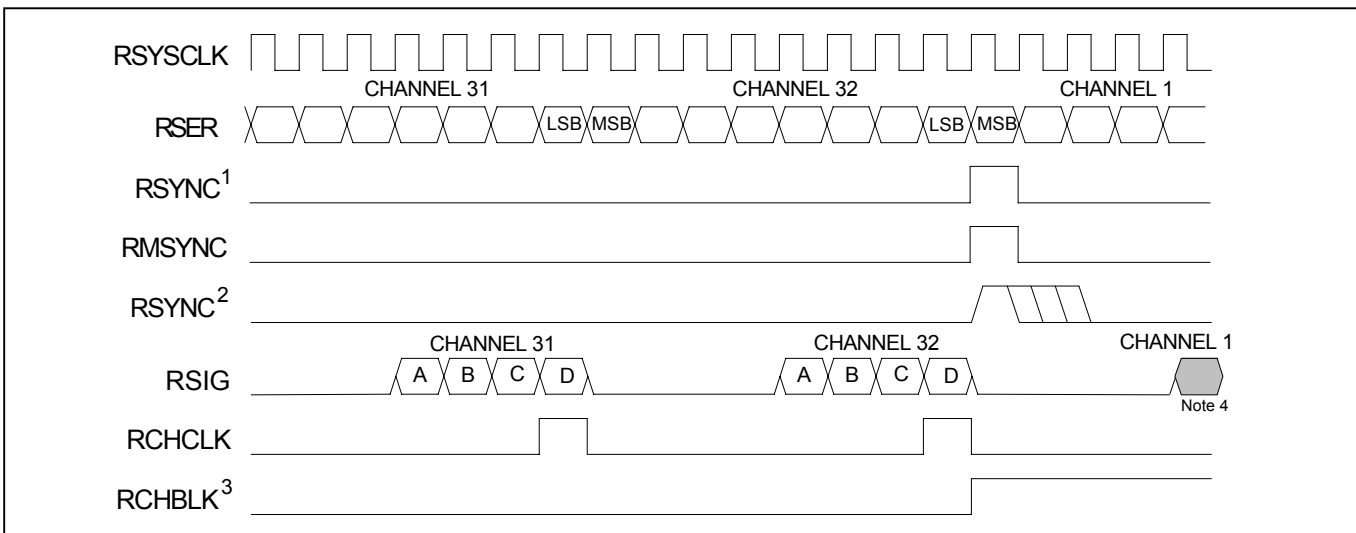 RSYSCLK
CHANNEL 31 CHANNEL 32 CHANNEL 1
RSER LSB MSB LSB MSB
RSYNC1
RMSYNC
RSYNC2
CHANNEL 31 CHANNEL 32 CHANNEL 1
RSIG A B C D A B C D
Note 4
RCHCLK
RCHBLK3